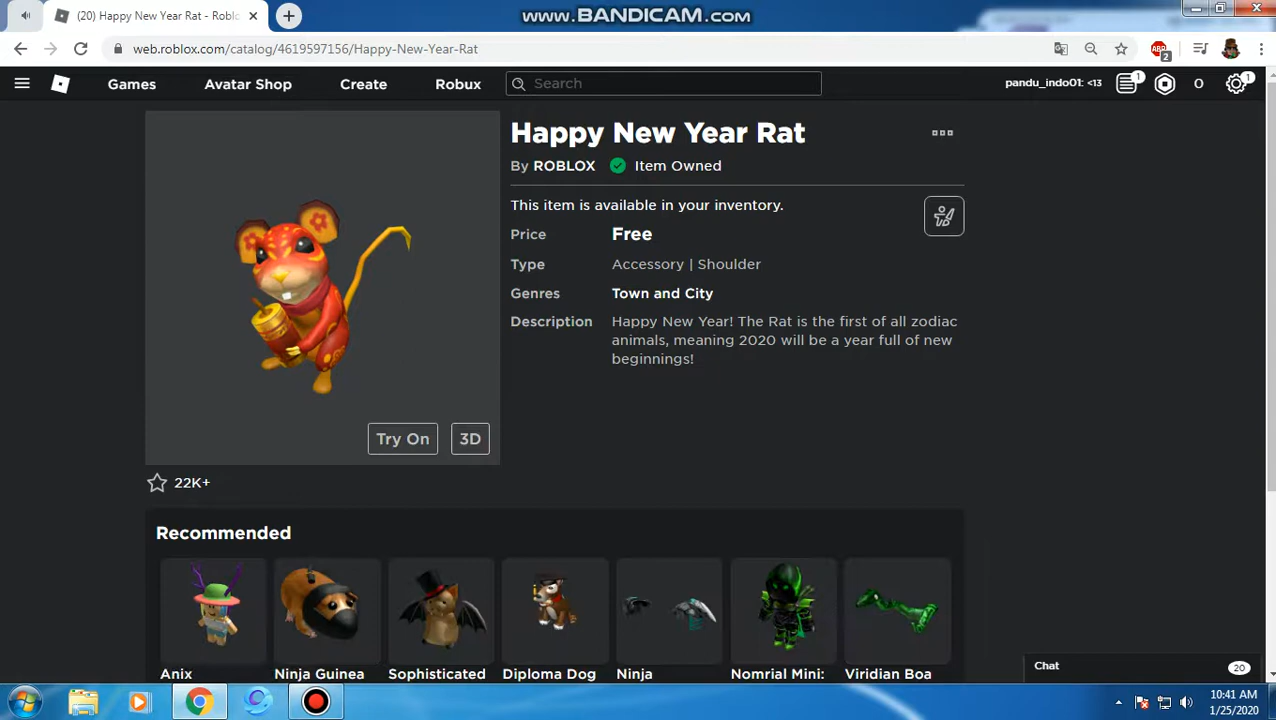 www.BANDICAM.com
(20) Happy New Year Rat - Roblo
web.roblox.com/catalog/4619597156/Happy-New-Year-Rat
ABP
2
Games
Avatar Shop
Create
Robux
Search
pandu_indo01: <13
1
0
1
Happy New Year Rat
By ROBLOX Item Owned
This item is available in your inventory.
Price Free
Type Accessory | Shoulder
Genres Town and City
Description Happy New Year! The Rat is the first of all zodiac
animals, meaning 2020 will be a year full of new
beginnings!
Try On
3D
22K+
Recommended
Anix
Ninja Guinea
Sophisticated
Diploma Dog
Ninja
Nomrial Mini:
Viridian Boa
Chat
20
10:41 AM
1/25/2020